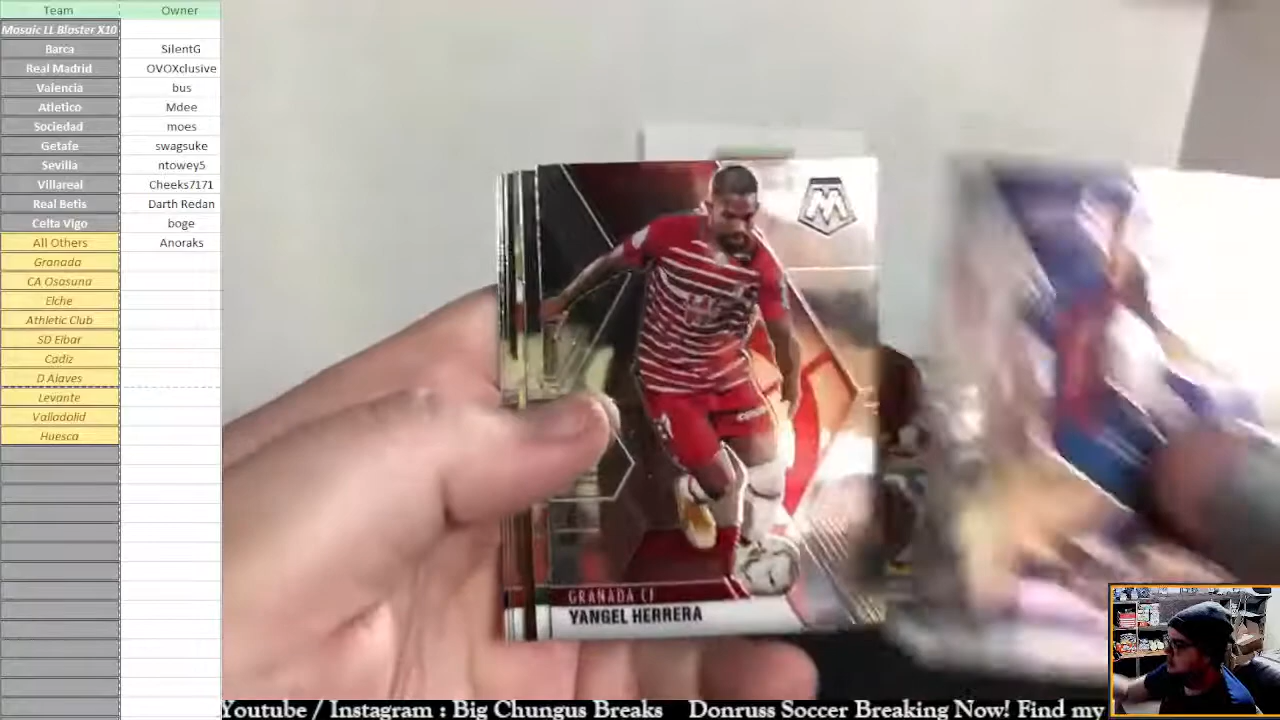 Team Owner
Mosaic LL Blaster X10
Barca SilentG
Real Madrid OVOXclusive
Valencia bus
Atletico Mdee
Sociedad moes
Getafe swagsuke
Sevilla ntowey5
Villareal Cheeks7171
Real Betis Darth Redan
Celta Vigo boge
All Others Anoraks
Granada
CA Osasuna
Elche
Athletic Club
SD Eibar
Cadiz
D Alaves
Levante
Valladolid
Huesca
M
GRANADA CF
YANGEL HERRERA
Youtube / Instagram : Big Chungus Breaks Donruss Soccer Breaking Now! Find my